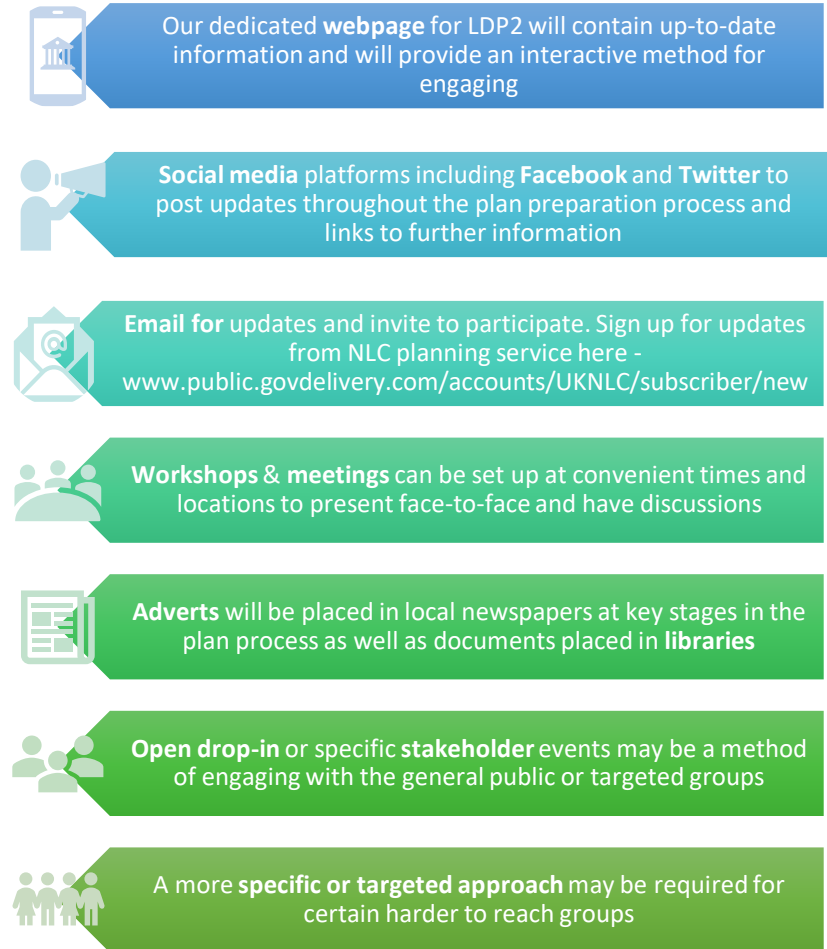 Our dedicated webpage for LDP2 will contain up-to-date
information and will provide an interactive method for
engaging
Social media platforms including Facebook and Twitter to
post updates throughout the plan preparation process and
links to further information
Email for updates and invite to participate. Sign up for updates
from NLC planning service here -
www.public.govdelivery.com/accounts/UKNLC/subscriber/new
Workshops & meetings can be set up at convenient times and
locations to present face-to-face and have discussions
Adverts will be placed in local newspapers at key stages in the
plan process as well as documents placed in libraries
Open drop-in or specific stakeholder events may be a method
of engaging with the general public or targeted groups
A more specific or targeted approach may be required for
certain harder to reach groups